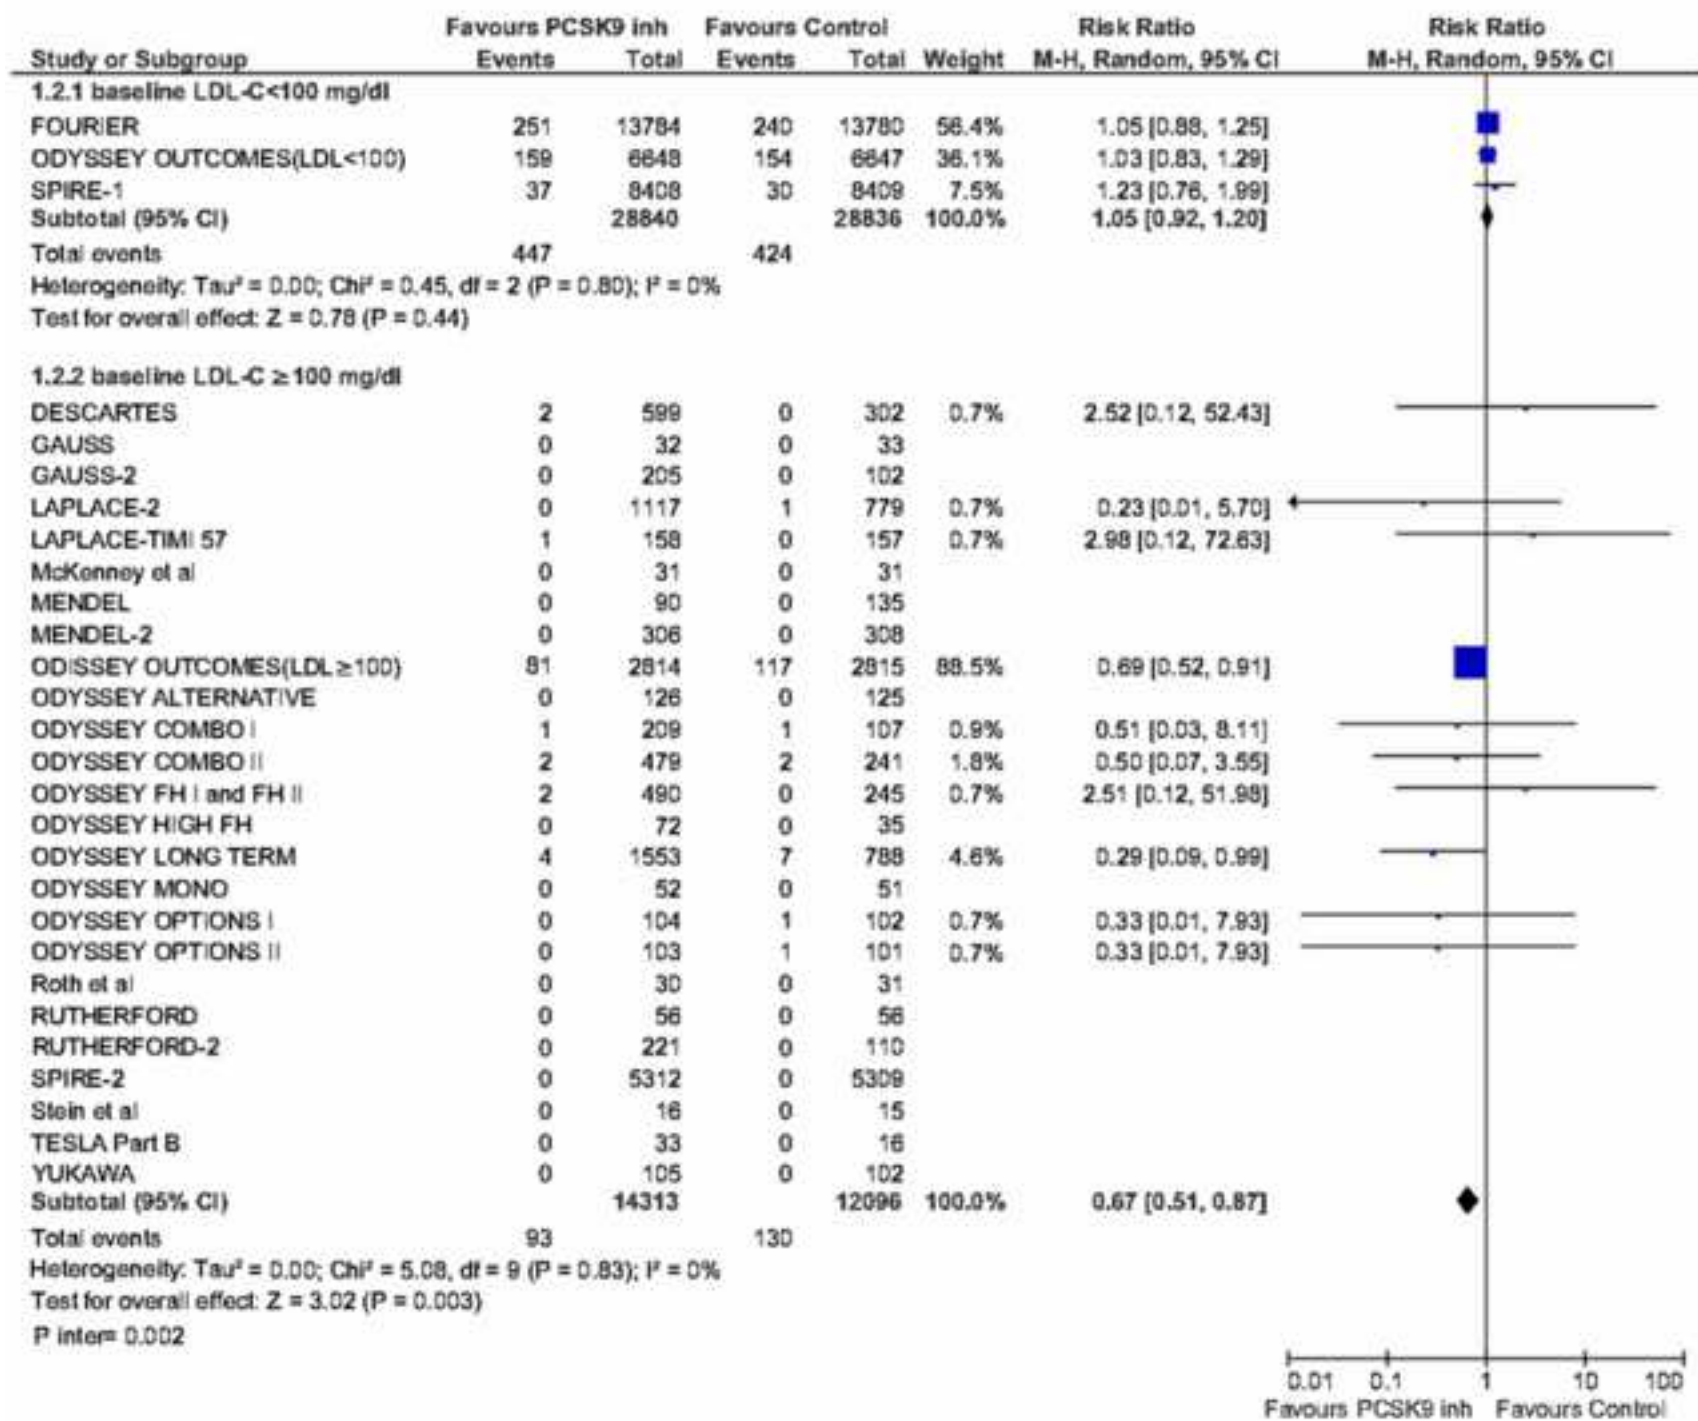 Favours PCSK9 inh Favours Control Risk Ratio Risk Ratio
Study or Subgroup Events Total Events Total Weight M-H, Random, 95% CI M-H, Random, 95% CI
1.2.1 baseline LDL-C<100 mg/dl
FOURIER 251 13784 240 13780 56.4% 1.05 [0.88, 1.25]
ODYSSEY OUTCOMES(LDL<100) 159 6648 154 6647 36.1% 1.03 [0.83, 1.29]
SPIRE-1 37 8408 30 8409 7.5% 1.23 [0.76, 1.99]
Subtotal (95% CI) 28840 28836 100.0% 1.05 [0.92, 1.20]
Total events 447 424
Heterogeneity: Tau² = 0.00; Chi² = 0.45, df = 2 (P = 0.80); I² = 0%
Test for overall effect: Z = 0.78 (P = 0.44)
1.2.2 baseline LDL-C ≥100 mg/dl
DESCARTES 2 599 0 302 0.7% 2.52 [0.12, 52.43]
GAUSS 0 32 0 33
GAUSS-2 0 205 0 102
LAPLACE-2 0 1117 1 779 0.7% 0.23 [0.01, 5.70]
LAPLACE-TIMI 57 1 158 0 157 0.7% 2.98 [0.12, 72.63]
McKenney et al 0 31 0 31
MENDEL 0 90 0 135
MENDEL-2 0 306 0 308
ODISSEY OUTCOMES(LDL≥100) 81 2814 117 2815 88.5% 0.69 [0.52, 0.91]
ODYSSEY ALTERNATIVE 0 126 0 125
ODYSSEY COMBO I 1 209 1 107 0.9% 0.51 [0.03, 8.11]
ODYSSEY COMBO II 2 479 2 241 1.8% 0.50 [0.07, 3.55]
ODYSSEY FH I and FH II 2 490 0 245 0.7% 2.51 [0.12, 51.98]
ODYSSEY HIGH FH 0 72 0 35
ODYSSEY LONG TERM 4 1553 7 788 4.6% 0.29 [0.09, 0.99]
ODYSSEY MONO 0 52 0 51
ODYSSEY OPTIONS I 0 104 1 102 0.7% 0.33 [0.01, 7.93]
ODYSSEY OPTIONS II 0 103 1 101 0.7% 0.33 [0.01, 7.93]
Roth et al 0 30 0 31
RUTHERFORD 0 56 0 56
RUTHERFORD-2 0 221 0 110
SPIRE-2 0 5312 0 5309
Stein et al 0 16 0 15
TESLA Part B 0 33 0 16
YUKAWA 0 105 0 102
Subtotal (95% CI) 14313 12096 100.0% 0.67 [0.51, 0.87]
Total events 93 130
Heterogeneity: Tau² = 0.00; Chi² = 5.08, df = 9 (P = 0.83); I² = 0%
Test for overall effect: Z = 3.02 (P = 0.003)
P inter= 0.002
0.01 0.1 1 10 100
Favours PCSK9 inh Favours Control